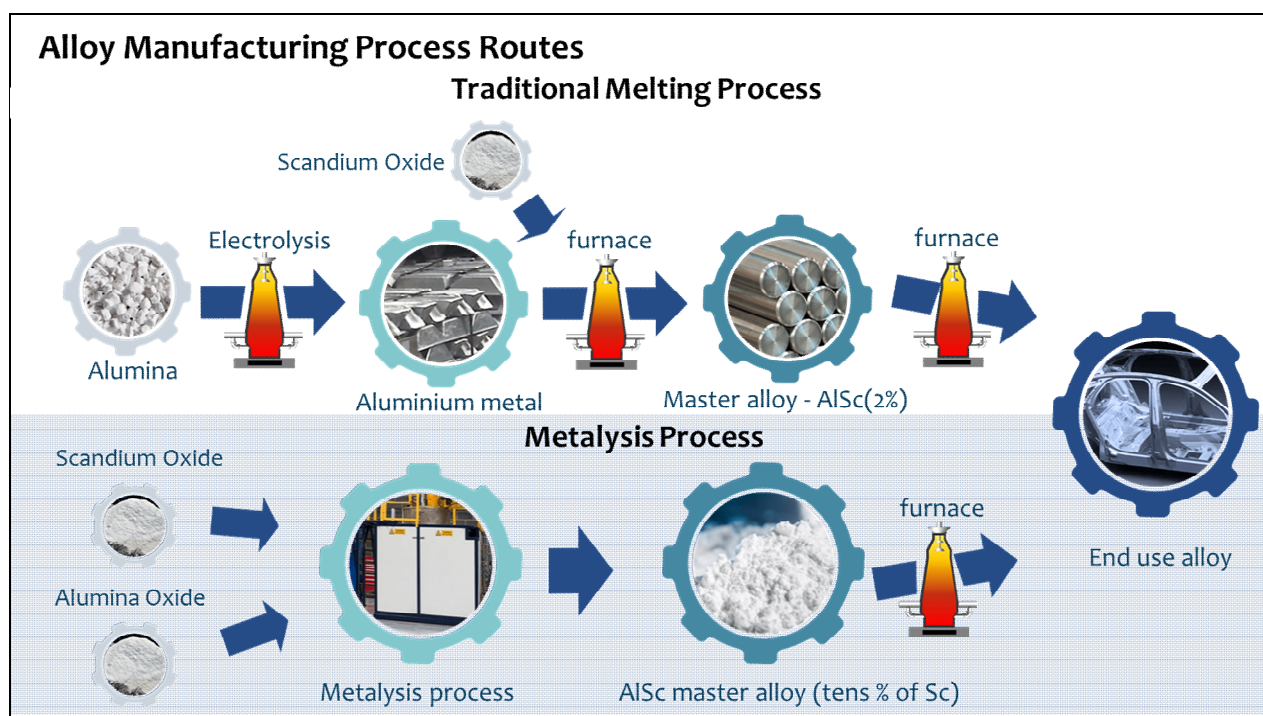 Alloy Manufacturing Process Routes
Traditional Melting Process
Scandium Oxide
Electrolysis
furnace
furnace
Alumina
Aluminium metal
Master alloy - AlSc(2%)
Metalysis Process
Scandium Oxide
furnace
Alumina Oxide
End use alloy
Metalysis process
AlSc master alloy (tens % of Sc)